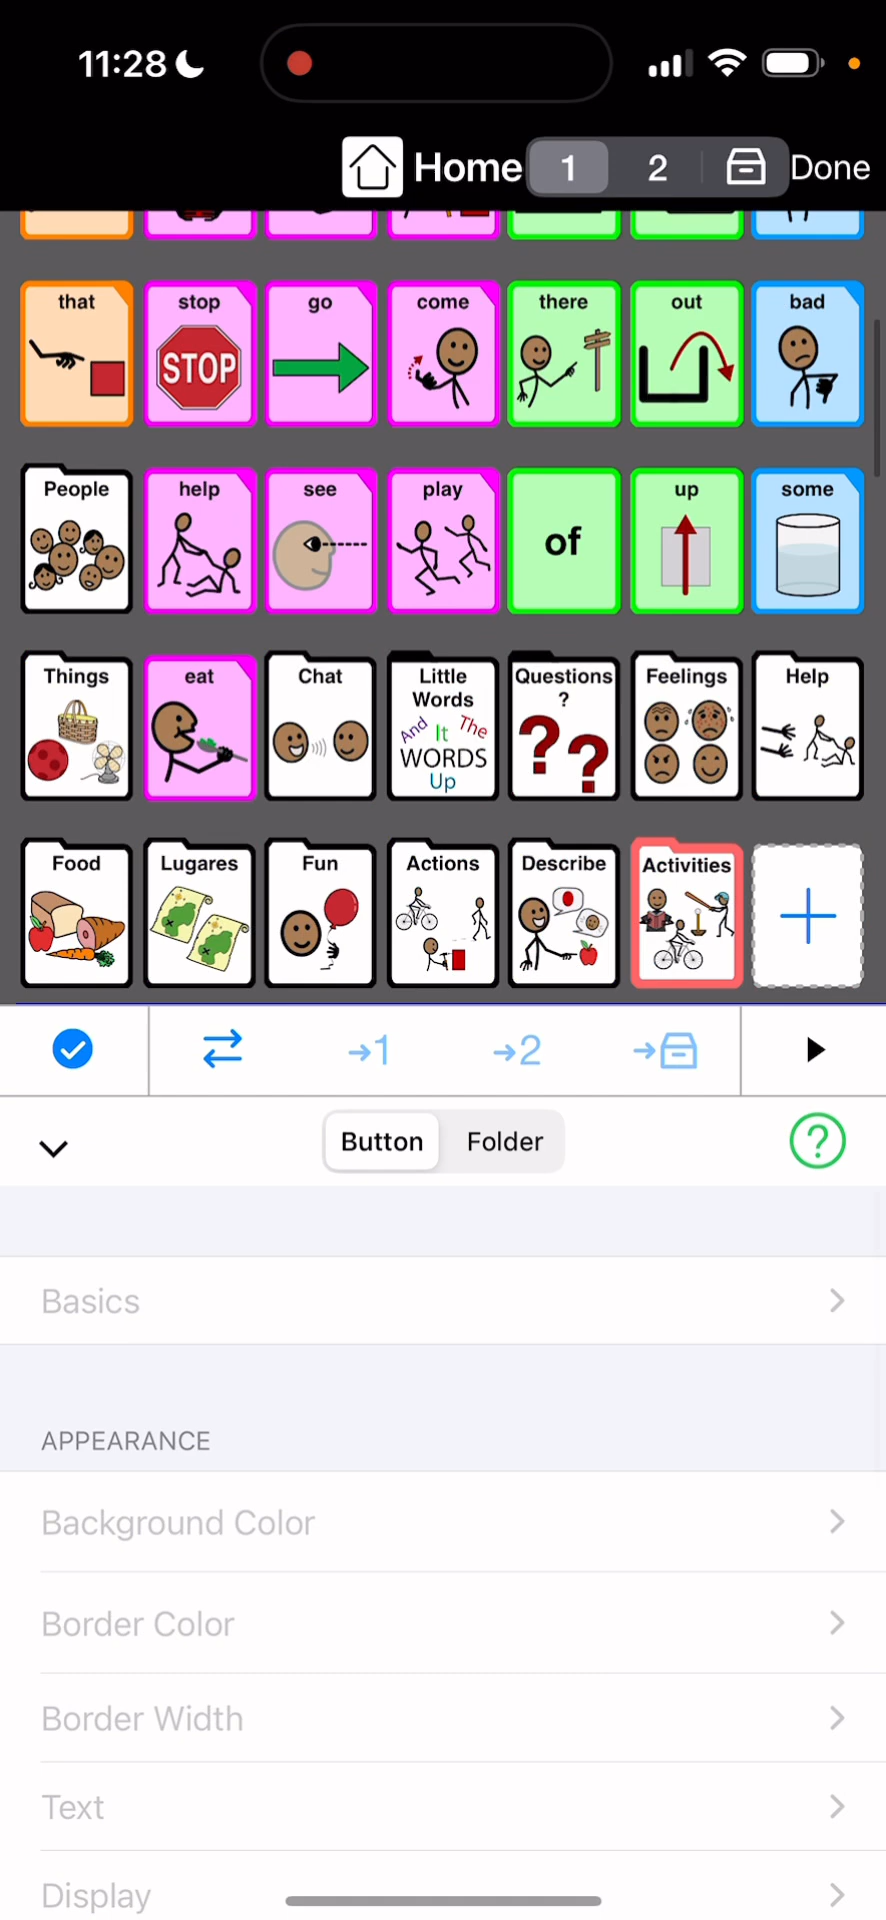 11:28
Home 1 2 Done
that stop go come there out bad
STOP
People help see play of up some
Things eat Chat Little Words Questions ? Feelings Help
And It The
WORDS
Up
? ?
Food Lugares Fun Actions Describe Activities
→1 →2
Button Folder ?
Basics
APPEARANCE
Background Color
Border Color
Border Width
Text
Display